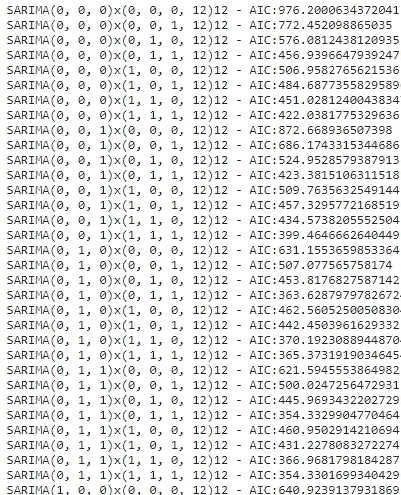 SARIMA(0, 0, 0)x(0, 0, 0, 12)12 - AIC:976.2000634372041
SARIMA(0, 0, 0)x(0, 0, 1, 12)12 - AIC:772.452098865035
SARIMA(0, 0, 0)x(0, 1, 0, 12)12 - AIC:576.0812438120935
SARIMA(0, 0, 0)x(0, 1, 1, 12)12 - AIC:456.9396647939247
SARIMA(0, 0, 0)x(1, 0, 0, 12)12 - AIC:506.9582765621536
SARIMA(0, 0, 0)x(1, 0, 1, 12)12 - AIC:484.6877355829589
SARIMA(0, 0, 0)x(1, 1, 0, 12)12 - AIC:451.0281240043834
SARIMA(0, 0, 0)x(1, 1, 1, 12)12 - AIC:422.0381775329636
SARIMA(0, 0, 1)x(0, 0, 0, 12)12 - AIC:872.668936507398
SARIMA(0, 0, 1)x(0, 0, 1, 12)12 - AIC:686.1743315344686
SARIMA(0, 0, 1)x(0, 1, 0, 12)12 - AIC:524.9528579387913
SARIMA(0, 0, 1)x(0, 1, 1, 12)12 - AIC:423.3815106311518
SARIMA(0, 0, 1)x(1, 0, 0, 12)12 - AIC:509.7635632549144
SARIMA(0, 0, 1)x(1, 0, 1, 12)12 - AIC:457.3295772168519
SARIMA(0, 0, 1)x(1, 1, 0, 12)12 - AIC:434.5738205552504
SARIMA(0, 0, 1)x(1, 1, 1, 12)12 - AIC:399.4646662640449
SARIMA(0, 1, 0)x(0, 0, 0, 12)12 - AIC:631.1553659853364
SARIMA(0, 1, 0)x(0, 0, 1, 12)12 - AIC:507.077565758174
SARIMA(0, 1, 0)x(0, 1, 0, 12)12 - AIC:453.8176827587142
SARIMA(0, 1, 0)x(0, 1, 1, 12)12 - AIC:363.6287979782672
SARIMA(0, 1, 0)x(1, 0, 0, 12)12 - AIC:462.5605250050830
SARIMA(0, 1, 0)x(1, 0, 1, 12)12 - AIC:442.4503961629332
SARIMA(0, 1, 0)x(1, 1, 0, 12)12 - AIC:370.1923088944870
SARIMA(0, 1, 0)x(1, 1, 1, 12)12 - AIC:365.3731919034645
SARIMA(0, 1, 1)x(0, 0, 0, 12)12 - AIC:621.5945553864982
SARIMA(0, 1, 1)x(0, 0, 1, 12)12 - AIC:500.0247256472931
SARIMA(0, 1, 1)x(0, 1, 0, 12)12 - AIC:445.9693432202729
SARIMA(0, 1, 1)x(0, 1, 1, 12)12 - AIC:354.3329904770464
SARIMA(0, 1, 1)x(1, 0, 0, 12)12 - AIC:460.9502914210694
SARIMA(0, 1, 1)x(1, 0, 1, 12)12 - AIC:431.2278083272274
SARIMA(0, 1, 1)x(1, 1, 0, 12)12 - AIC:366.9681798184287
SARIMA(0, 1, 1)x(1, 1, 1, 12)12 - AIC:354.3301699340429
SARIMA(1, 0, 0)x(0, 0, 0, 12)12 - AIC:640.9239137931869